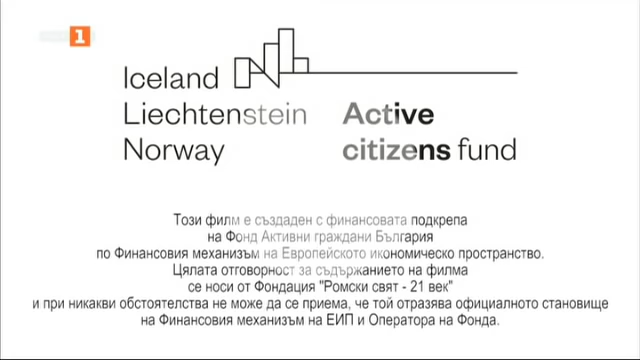 1
Iceland
Liechtenstein
Norway
Active
citizens fund
Този филм е създаден с финансовата подкрепа
на Фонд Активни граждани България
по Финансовия механизъм на Европейското икономическо пространство.
Цялата отговорност за съдържанието на филма
се носи от Фондация "Ромски свят - 21 век"
и при никакви обстоятелства не може да се приема, че той отразява официалното становище
на Финансовия механизъм на ЕИП и Оператора на Фонда.